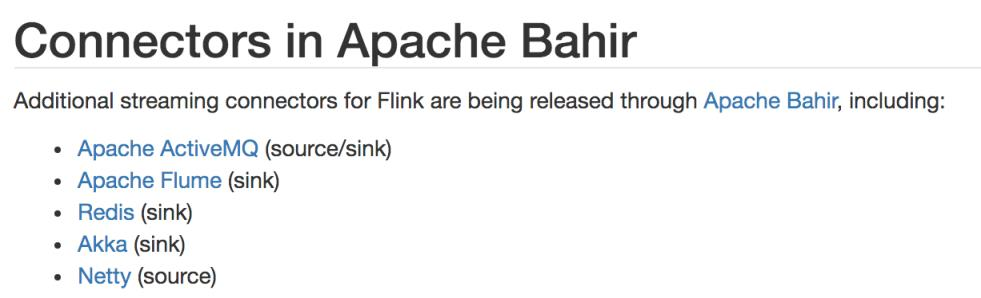 Connectors in Apache Bahir
Additional streaming connectors for Flink are being released through Apache Bahir, including:
• Apache ActiveMQ (source/sink)
• Apache Flume (sink)
• Redis (sink)
• Akka (sink)
• Netty (source)